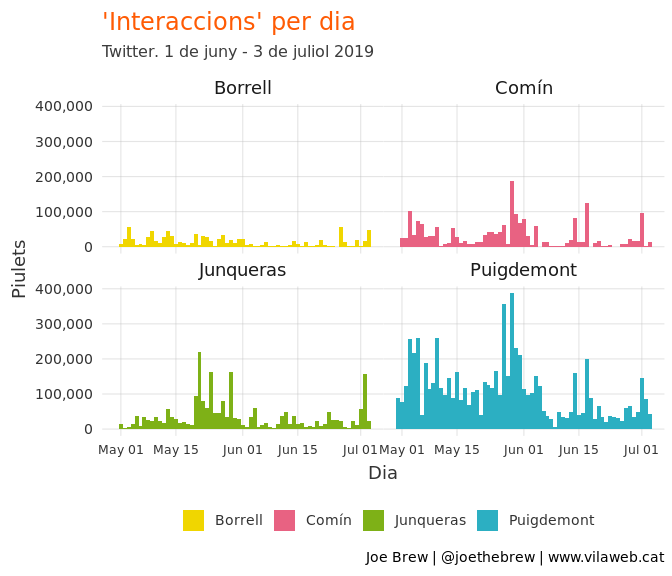 'Interaccions' per dia
Twitter. 1 de juny - 3 de juliol 2019
Borrell
Comín
400,000
300,000
200,000
100,000
0
Junqueras
Puigdemont
400,000
300,000
200,000
100,000
0
Piulets
May 01 May 15 Jun 01 Jun 15 Jul 01 May 01 May 15 Jun 01 Jun 15 Jul 01
Dia
Borrell Comín Junqueras Puigdemont
Joe Brew | @joethebrew | www.vilaweb.cat